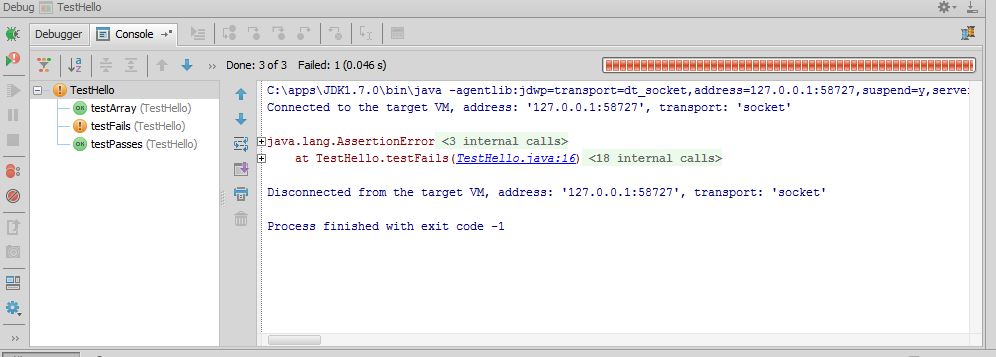 Debug TestHello
Debugger Console
Done: 3 of 3 Failed: 1 (0.046 s)
TestHello
testArray (TestHello)
testFails (TestHello)
testPasses (TestHello)
C:\apps\JDK1.7.0\bin\java -agentlib:jdwp=transport=dt_socket,address=127.0.0.1:58727,suspend=y,server
Connected to the target VM, address: '127.0.0.1:58727', transport: 'socket'
java.lang.AssertionError <3 internal calls>
at TestHello.testFails(TestHello.java:16) <18 internal calls>
Disconnected from the target VM, address: '127.0.0.1:58727', transport: 'socket'
Process finished with exit code -1